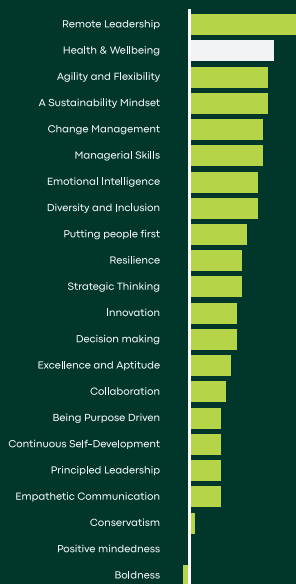 Remote Leadership
Health & Wellbeing
Agility and Flexibility
A Sustainability Mindset
Change Management
Managerial Skills
Emotional Intelligence
Diversity and Inclusion
Putting people first
Resilience
Strategic Thinking
Innovation
Decision making
Excellence and Aptitude
Collaboration
Being Purpose Driven
Continuous Self-Development
Principled Leadership
Empathetic Communication
Conservatism
Positive mindedness
Boldness